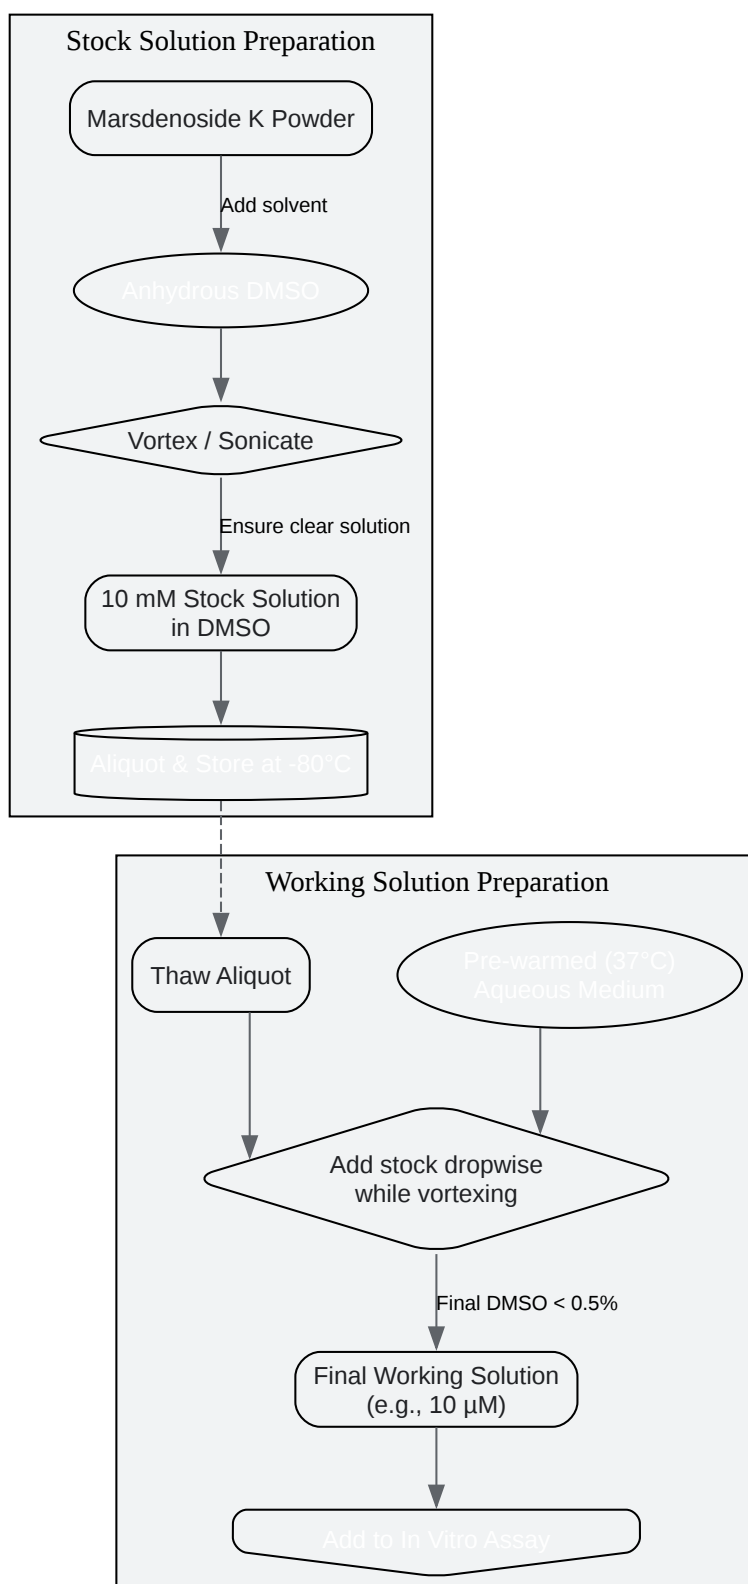 Stock Solution Preparation
Marsdenoside K Powder
Add solvent
Anhydrous DMSO
Vortex / Sonicate
Ensure clear solution
10 mM Stock Solution
in DMSO
Aliquot & Store at -80°C
Working Solution Preparation
Thaw Aliquot
Pre-warmed (37°C)
Aqueous Medium
Add stock dropwise
while vortexing
Final DMSO < 0.5%
Final Working Solution
(e.g., 10 µM)
Add to In Vitro Assay